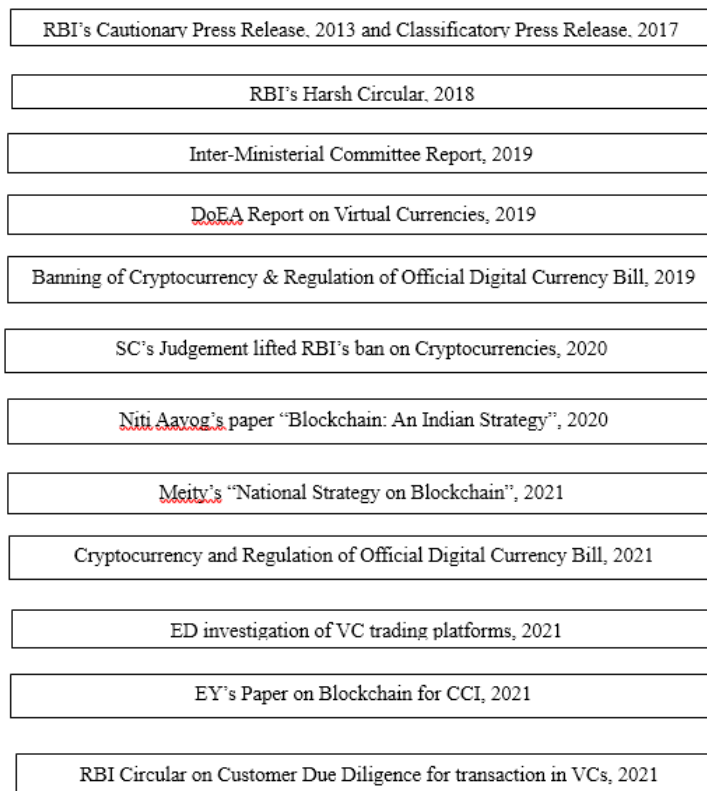 RBI's Cautionary Press Release, 2013 and Classificatory Press Release, 2017
RBI's Harsh Circular, 2018
Inter-Ministerial Committee Report, 2019
DoEA Report on Virtual Currencies, 2019
Banning of Cryptocurrency & Regulation of Official Digital Currency Bill, 2019
SC's Judgement lifted RBI's ban on Cryptocurrencies, 2020
Niti Aayog's paper “Blockchain: An Indian Strategy”, 2020
Meity's “National Strategy on Blockchain”, 2021
Cryptocurrency and Regulation of Official Digital Currency Bill, 2021
ED investigation of VC trading platforms, 2021
EY's Paper on Blockchain for CCI, 2021
RBI Circular on Customer Due Diligence for transaction in VCs, 2021